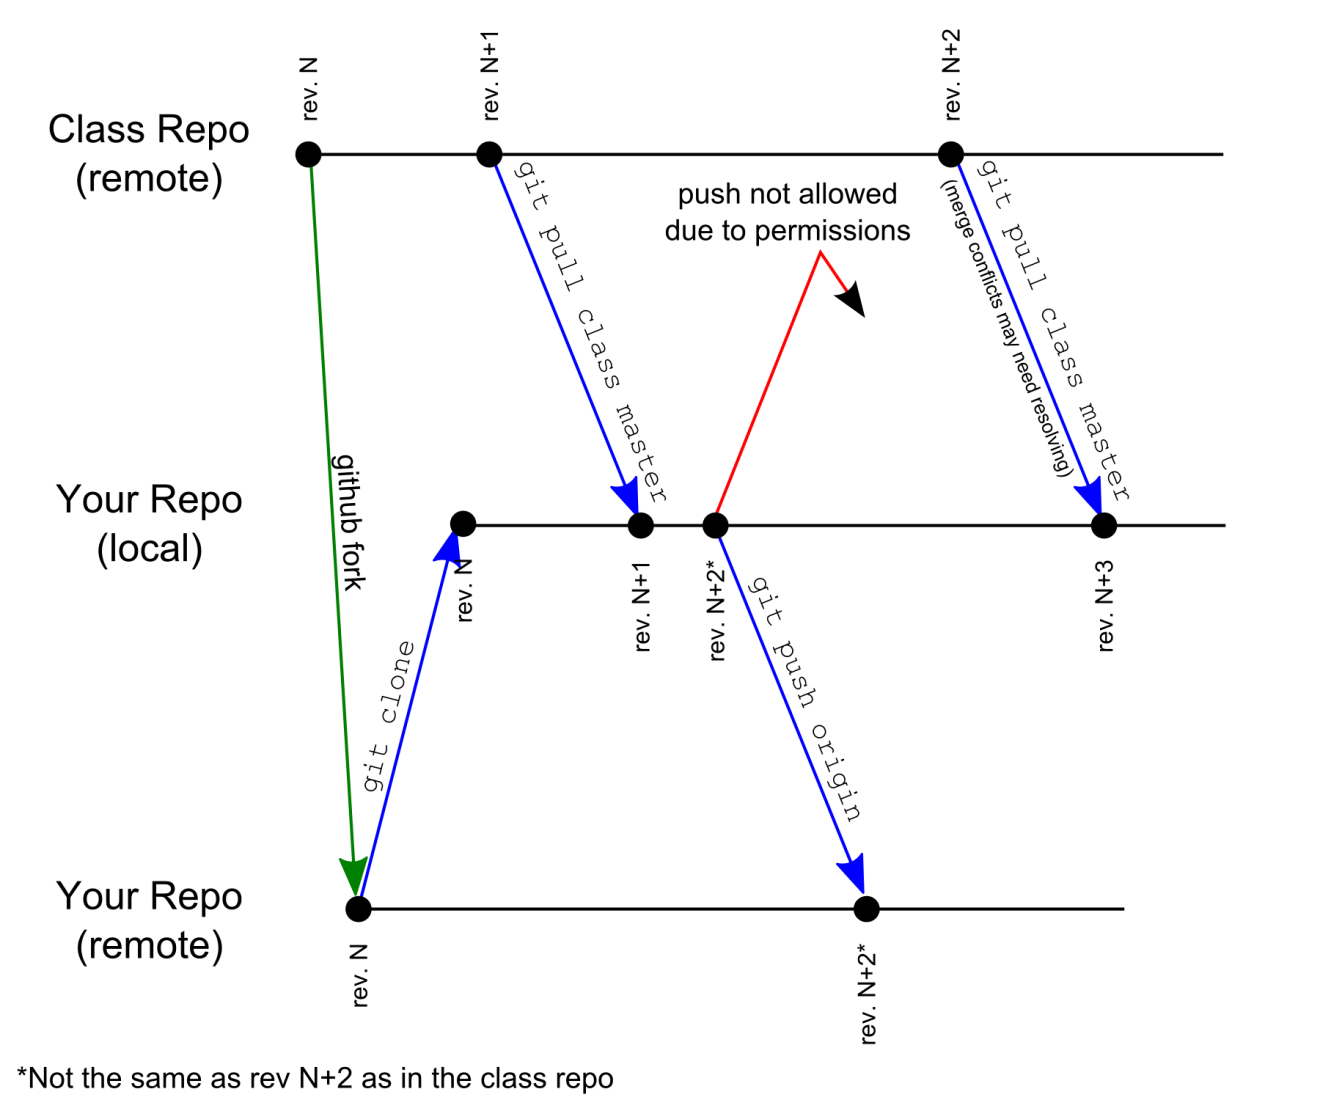 rev. N
rev. N+1
rev. N+2
Class Repo
(remote)
git pull class master
push not allowed
due to permissions
git pull class master
(merge conflicts may need resolving)
github fork
Your Repo
(local)
rev. N
rev. N+1
rev. N+2*
rev. N+3
git clone
git push origin
Your Repo
(remote)
rev. N
rev. N+2*
*Not the same as rev N+2 as in the class repo